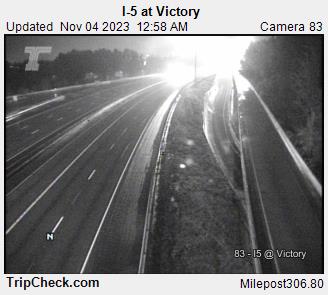 I-5 at Victory
Updated Nov 04 2023 12:58 AM Camera 83
T
N
83 - I5 @ Victory
TripCheck.com Milepost306.80